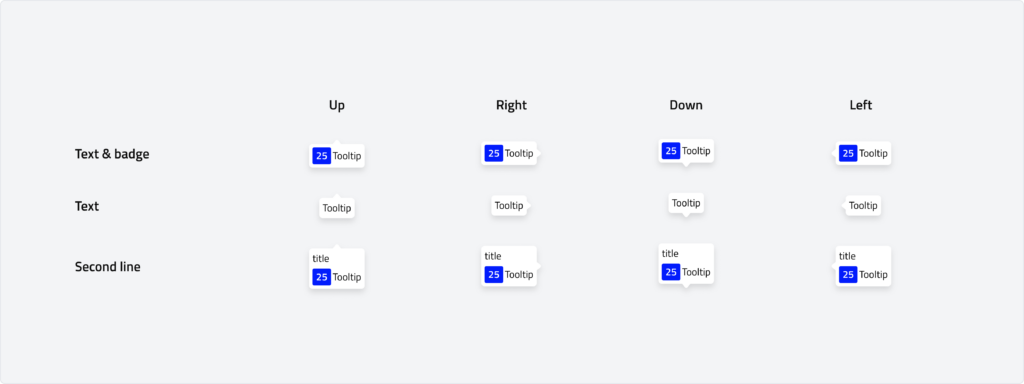 Up Right Down Left
Text & badge 25 Tooltip 25 Tooltip 25 Tooltip 25 Tooltip
Text Tooltip Tooltip Tooltip Tooltip
title title title title
Second line 25 Tooltip 25 Tooltip 25 Tooltip 25 Tooltip